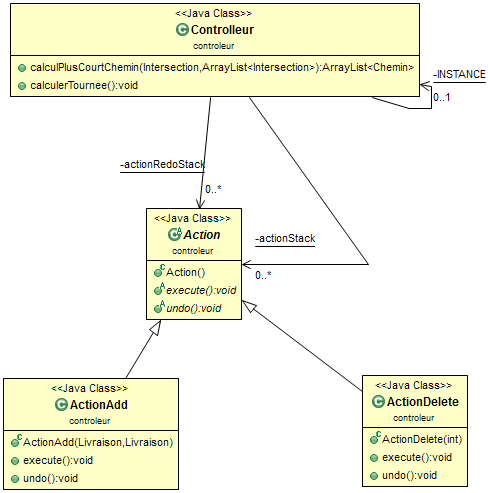 <<Java Class>>
Controlleur
controleur
calculPlusCourtChemin(Intersection,ArrayList<Intersection>):ArrayList<Chemin>
calculerTournee():void
-INSTANCE
0..1
-actionRedoStack
0..*
<<Java Class>>
Action
controleur
Action()
execute():void
undo():void
-actionStack
0..*
<<Java Class>>
ActionAdd
controleur
ActionAdd(Livraison,Livraison)
execute():void
undo():void
<<Java Class>>
ActionDelete
controleur
ActionDelete(int)
execute():void
undo():void